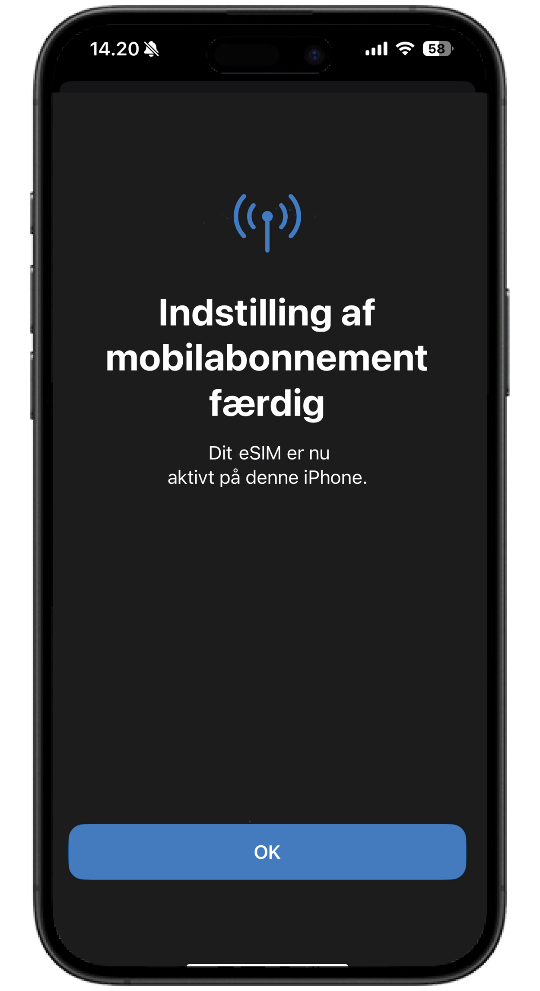 14.20
58
Indstilling af
mobilabonnement
færdig
Dit eSIM er nu
aktivt på denne iPhone.
OK